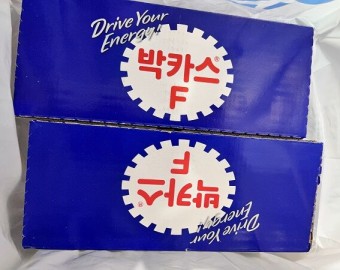 Drive Your
Energy!
박카스®
F
박카스
F
Drive Your
Energy!